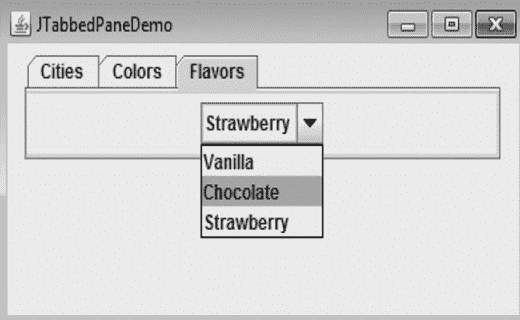 JTabbedPaneDemo
Cities Colors Flavors
Strawberry
Vanilla
Chocolate
Strawberry